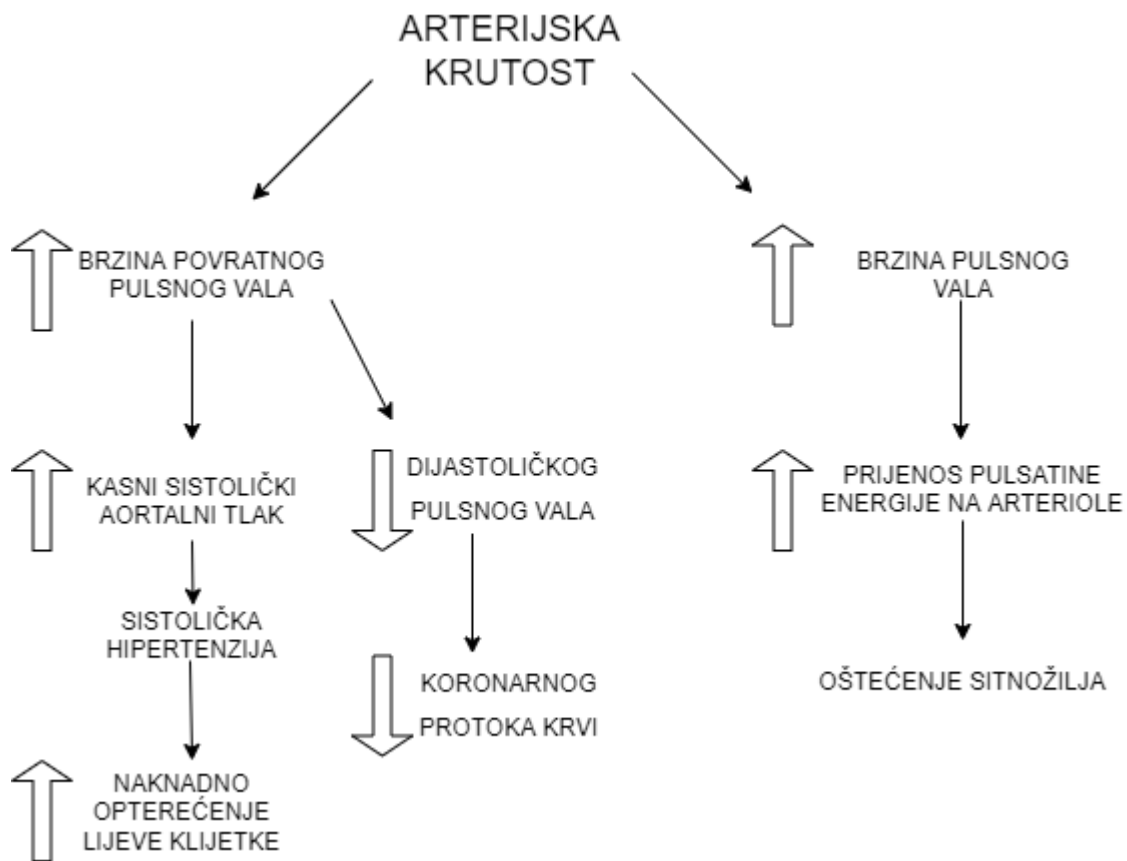 ARTERIJSKA
KRUTOST
BRZINA POVRATNOG
PULSNOG VALA
BRZINA PULSNOG
VALA
KASNI SISTOLIČKI
AORTALNI TLAK
DIJASTOLIČKOG
PULSNOG VALA
PRIJENOS PULSATINE
ENERGIJE NA ARTERIOLE
SISTOLIČKA
HIPERTENZIJA
KORONARNOG
PROTOKA KRVI
OŠTEĆENJE SITNOŽILJA
NAKNADNO
OPTEREĆENJE
LIJEVE KLIJETKE